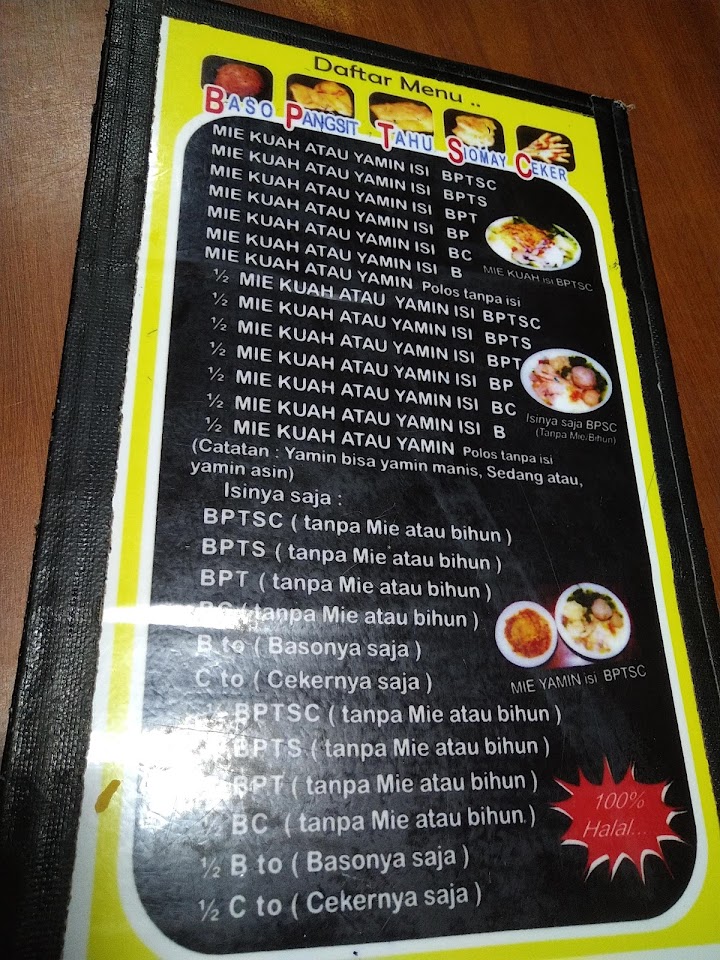 Daftar Menu ..
BASO PANGSIT TAHU SIOMAY CEKER
MIE KUAH ATAU YAMIN ISI BPTSC
MIE KUAH ATAU YAMIN ISI BPTS
MIE KUAH ATAU YAMIN ISI BPT
MIE KUAH ATAU YAMIN ISI BP
MIE KUAH ATAU YAMIN ISI BC
MIE KUAH ATAU YAMIN ISI B
MIE KUAH ATAU YAMIN Polos tanpa isi
MIE KUAH isi BPTSC
½ MIE KUAH ATAU YAMIN ISI BPTSC
½ MIE KUAH ATAU YAMIN ISI BPTS
½ MIE KUAH ATAU YAMIN ISI BPT
½ MIE KUAH ATAU YAMIN ISI BP
½ MIE KUAH ATAU YAMIN ISI BC
½ MIE KUAH ATAU YAMIN ISI B
½ MIE KUAH ATAU YAMIN Polos tanpa isi
Isinya saja BPSC
(Tanpa Mie/Bihun)
(Catatan : Yamin bisa yamin manis, Sedang atau,
yamin asin)
Isinya saja :
BPTSC ( tanpa Mie atau bihun )
BPTS ( tanpa Mie atau bihun )
BPT ( tanpa Mie atau bihun )
BC ( tanpa Mie atau bihun )
B to ( Basonya saja )
C to ( Cekernya saja )
MIE YAMIN isi BPTSC
½ BPTSC ( tanpa Mie atau bihun )
½ BPTS ( tanpa Mie atau bihun )
½ BPT ( tanpa Mie atau bihun )
½ BC ( tanpa Mie atau bihun )
½ B to ( Basonya saja )
½ C to ( Cekernya saja )
100%
Halal...